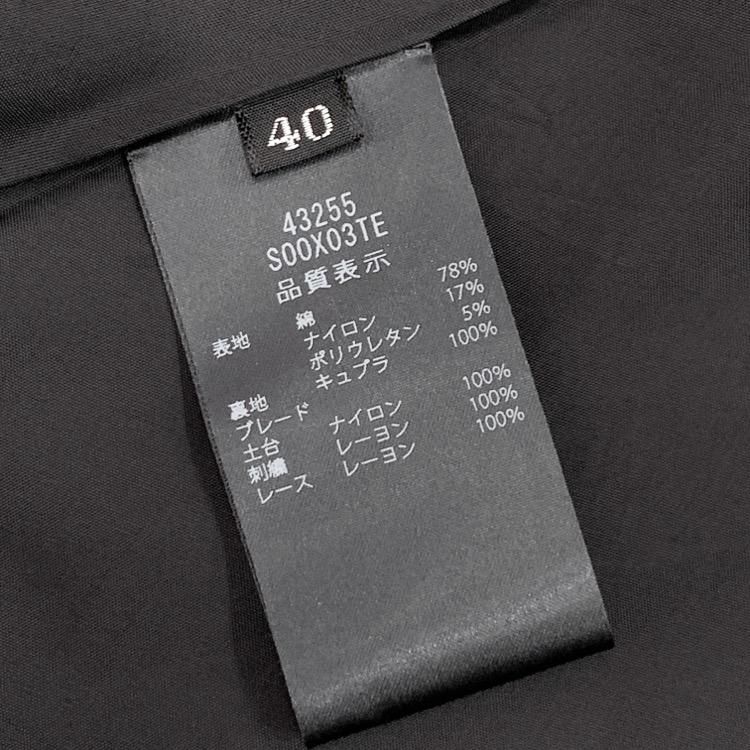 40
43255
S00X03TE
品質表示
表地 綿 78%
ナイロン 17%
ポリウレタン 5%
裏地 キュプラ 100%
ブレード
土台 ナイロン 100%
刺繍 レーヨン 100%
レース レーヨン 100%